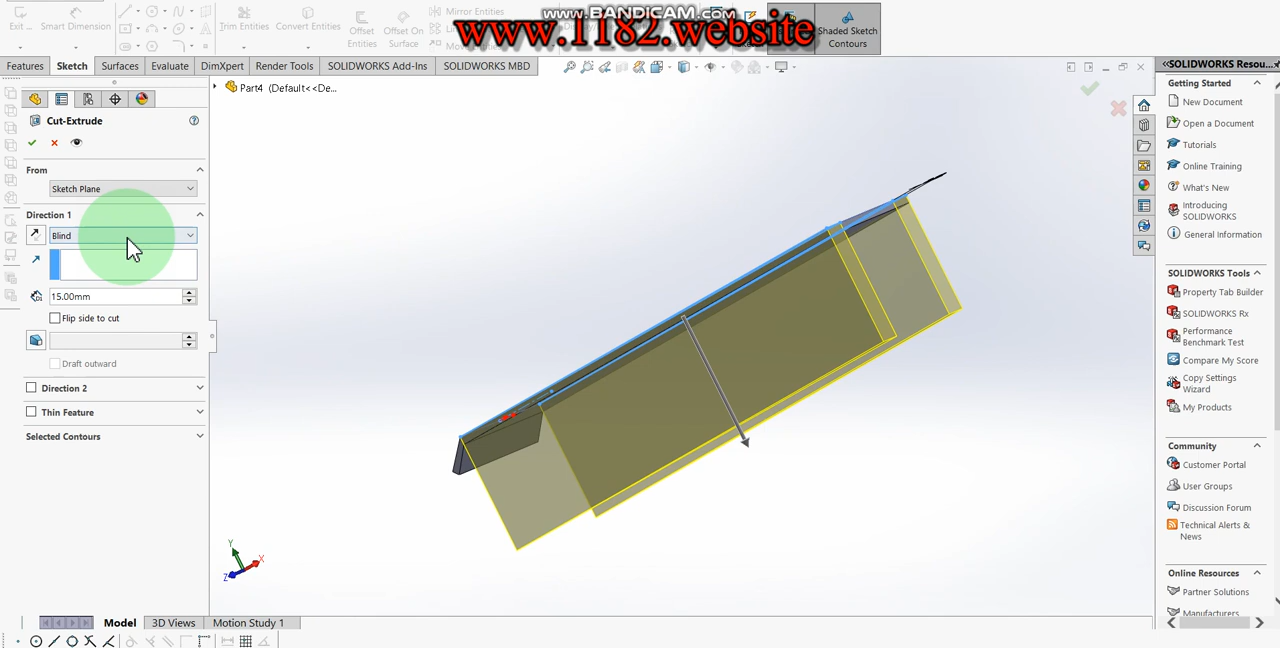 www.BANDICAM.com
www.1182.website
Exit ...
Smart Dimension
Trim Entities
Convert Entities
Offset Entities
Offset On Surface
Mirror Entities
Shaded Sketch Contours
Features
Sketch
Surfaces
Evaluate
DimXpert
Render Tools
SOLIDWORKS Add-Ins
SOLIDWORKS MBD
Part4 (Default<<De...
Cut-Extrude
From
Sketch Plane
Direction 1
Blind
15.00mm
Flip side to cut
Draft outward
Direction 2
Thin Feature
Selected Contours
Y
X
Z
Model
3D Views
Motion Study 1
SOLIDWORKS Resou...
Getting Started
New Document
Open a Document
Tutorials
Online Training
What's New
Introducing
SOLIDWORKS
General Information
SOLIDWORKS Tools
Property Tab Builder
SOLIDWORKS Rx
Performance
Benchmark Test
Compare My Score
Copy Settings
Wizard
My Products
Community
Customer Portal
User Groups
Discussion Forum
Technical Alerts &
News
Online Resources
Partner Solutions
Manufacturers